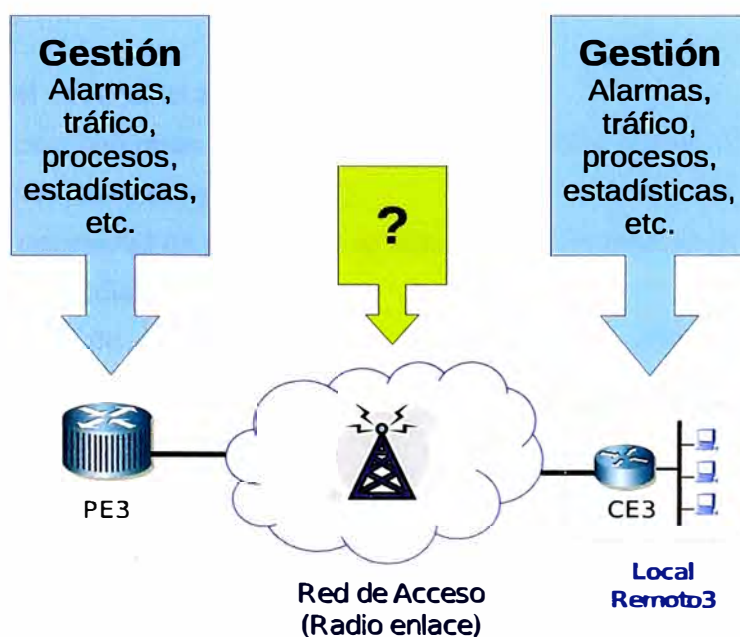 Gestión
Alarmas,
tráfico,
procesos,
estadísticas,
etc.
?
Gestión
Alarmas,
tráfico,
procesos,
estadísticas,
etc.
PE3
CE3
Red de Acceso
(Radio enlace)
Local
Remoto3